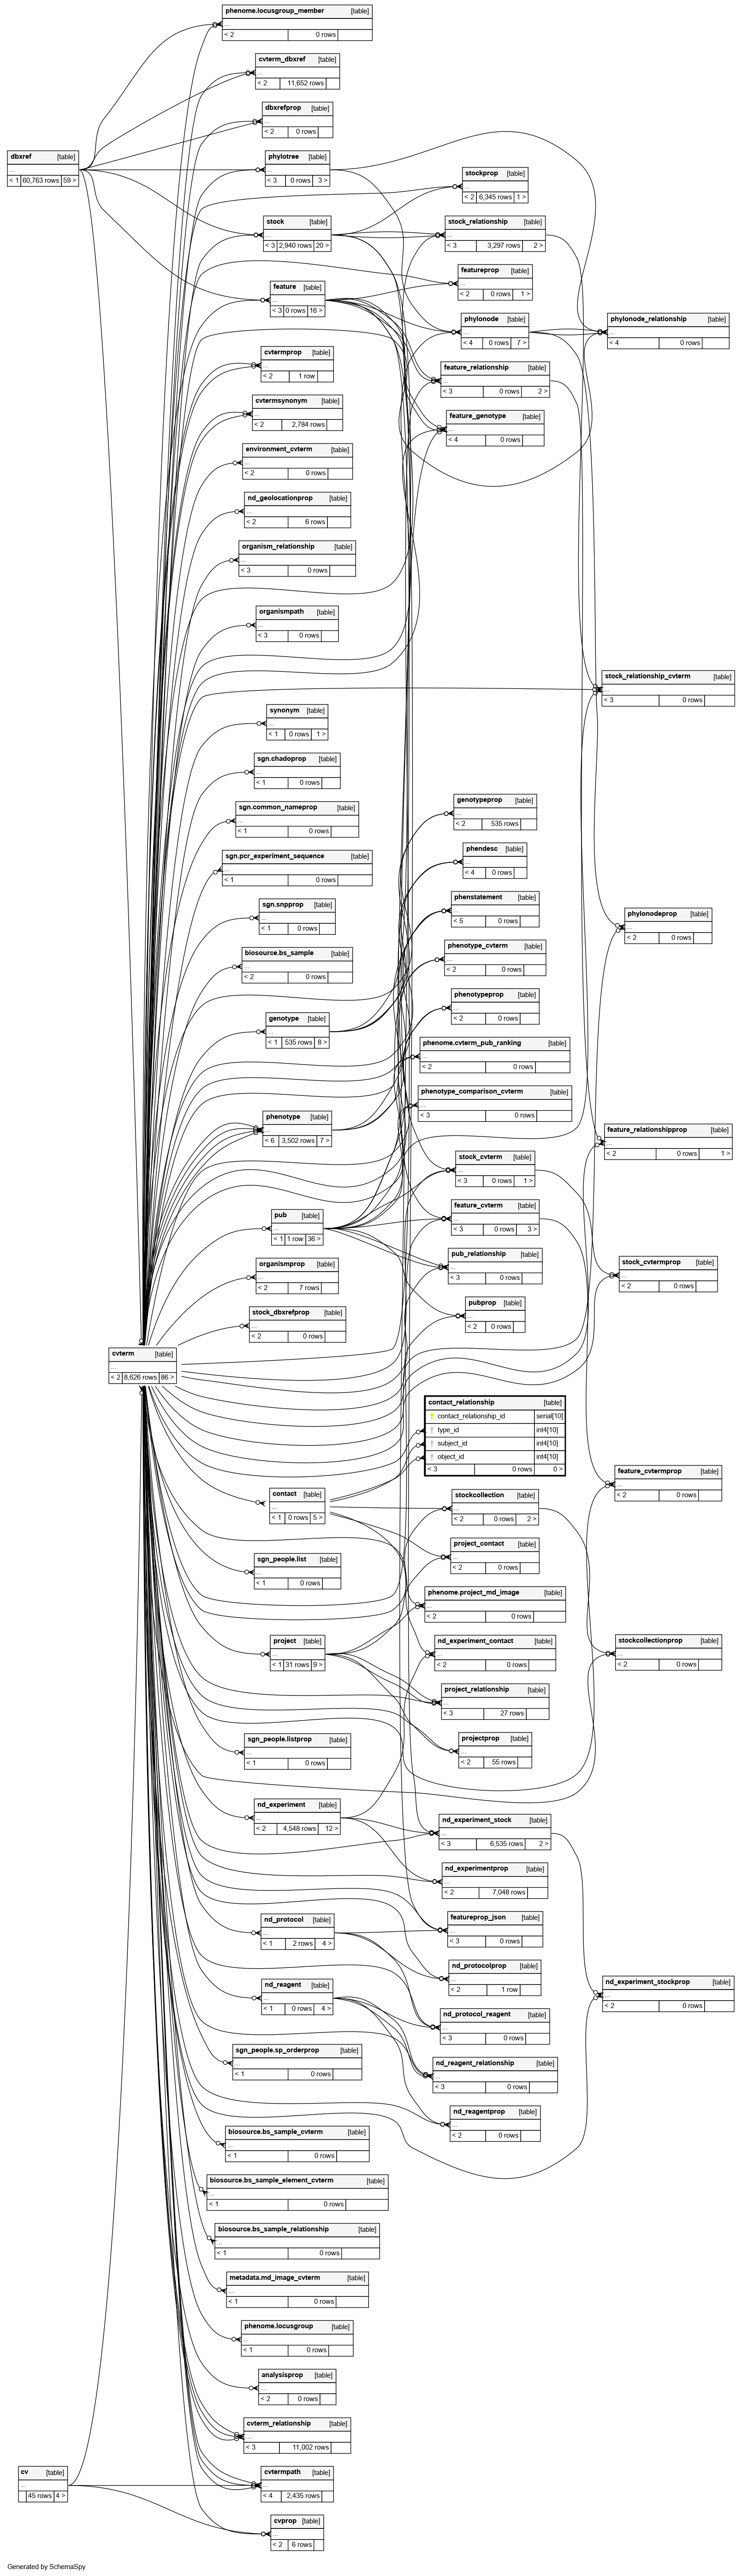 phenome.locusgroup_member [table]
...
< 2 0 rows
cvterm_dbxref [table]
...
< 2 11,652 rows
dbxrefprop [table]
...
< 2 0 rows
dbxref [table]
...
< 1 60,763 rows 59 >
phylotree [table]
...
< 3 0 rows 3 >
stockprop [table]
...
< 2 6,345 rows 1 >
stock [table]
...
< 3 2,940 rows 20 >
stock_relationship [table]
...
< 3 3,297 rows 2 >
featureprop [table]
...
< 2 0 rows 1 >
feature [table]
...
< 3 0 rows 16 >
phylonode [table]
...
< 4 0 rows 7 >
phylonode_relationship [table]
...
< 4 0 rows
cvtermprop [table]
...
< 2 1 row
feature_relationship [table]
...
< 3 0 rows 2 >
cvtermsynonym [table]
...
< 2 2,784 rows
feature_genotype [table]
...
< 4 0 rows
environment_cvterm [table]
...
< 2 0 rows
nd_geolocationprop [table]
...
< 2 6 rows
organism_relationship [table]
...
< 3 0 rows
organismpath [table]
...
< 3 0 rows
stock_relationship_cvterm [table]
...
< 3 0 rows
synonym [table]
...
< 1 0 rows 1 >
sgn.chadoprop [table]
...
< 1 0 rows
sgn.common_nameprop [table]
...
< 1 0 rows
genotypeprop [table]
...
< 2 535 rows
sgn.pcr_experiment_sequence [table]
...
< 1 0 rows
phendesc [table]
...
< 4 0 rows
sgn.snpprop [table]
...
< 1 0 rows
phenstatement [table]
...
< 5 0 rows
phylonodeprop [table]
...
< 2 0 rows
biosource.bs_sample [table]
...
< 2 0 rows
phenotype_cvterm [table]
...
< 2 0 rows
genotype [table]
...
< 1 535 rows 8 >
phenotypeprop [table]
...
< 2 0 rows
phenome.cvterm_pub_ranking [table]
...
< 2 0 rows
phenotype_comparison_cvterm [table]
...
< 3 0 rows
phenotype [table]
...
< 6 3,502 rows 7 >
feature_relationshipprop [table]
...
< 2 0 rows 1 >
stock_cvterm [table]
...
< 3 0 rows 1 >
pub [table]
...
< 1 1 row 36 >
feature_cvterm [table]
...
< 3 0 rows 3 >
organismprop [table]
...
< 2 7 rows
pub_relationship [table]
...
< 3 0 rows
stock_cvtermprop [table]
...
< 2 0 rows
stock_dbxrefprop [table]
...
< 2 0 rows
pubprop [table]
...
< 2 0 rows
cvterm [table]
...
< 2 8,626 rows 86 >
contact_relationship [table]
contact_relationship_id serial[10]
type_id int4[10]
subject_id int4[10]
object_id int4[10]
< 3 0 rows 0 >
feature_cvtermprop [table]
...
< 2 0 rows
contact [table]
...
< 1 0 rows 5 >
stockcollection [table]
...
< 2 0 rows 2 >
sgn_people.list [table]
...
< 1 0 rows
project_contact [table]
...
< 2 0 rows
phenome.project_md_image [table]
...
< 2 0 rows
project [table]
...
< 1 31 rows 9 >
nd_experiment_contact [table]
...
< 2 0 rows
stockcollectionprop [table]
...
< 2 0 rows
project_relationship [table]
...
< 3 27 rows
sgn_people.listprop [table]
...
< 1 0 rows
projectprop [table]
...
< 2 55 rows
nd_experiment [table]
...
< 2 4,548 rows 12 >
nd_experiment_stock [table]
...
< 3 6,535 rows 2 >
nd_experimentprop [table]
...
< 2 7,048 rows
nd_protocol [table]
...
< 1 2 rows 4 >
featureprop_json [table]
...
< 3 0 rows
nd_protocolprop [table]
...
< 2 1 row
nd_reagent [table]
...
< 1 0 rows 4 >
nd_experiment_stockprop [table]
...
< 2 0 rows
nd_protocol_reagent [table]
...
< 3 0 rows
sgn_people.sp_orderprop [table]
...
< 1 0 rows
nd_reagent_relationship [table]
...
< 3 0 rows
nd_reagentprop [table]
...
< 2 0 rows
biosource.bs_sample_cvterm [table]
...
< 1 0 rows
biosource.bs_sample_element_cvterm [table]
...
< 1 0 rows
biosource.bs_sample_relationship [table]
...
< 1 0 rows
metadata.md_image_cvterm [table]
...
< 1 0 rows
phenome.locusgroup [table]
...
< 1 0 rows
analysisprop [table]
...
< 2 0 rows
cvterm_relationship [table]
...
< 3 11,002 rows
cv [table]
...
45 rows 4 >
cvtermpath [table]
...
< 4 2,435 rows
cvprop [table]
...
< 2 6 rows
Generated by SchemaSpy